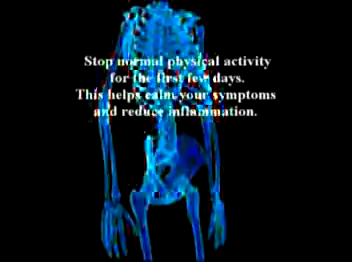 Stop normal physical activity
for the first few days.
This helps calm your symptoms
and reduce inflammation.